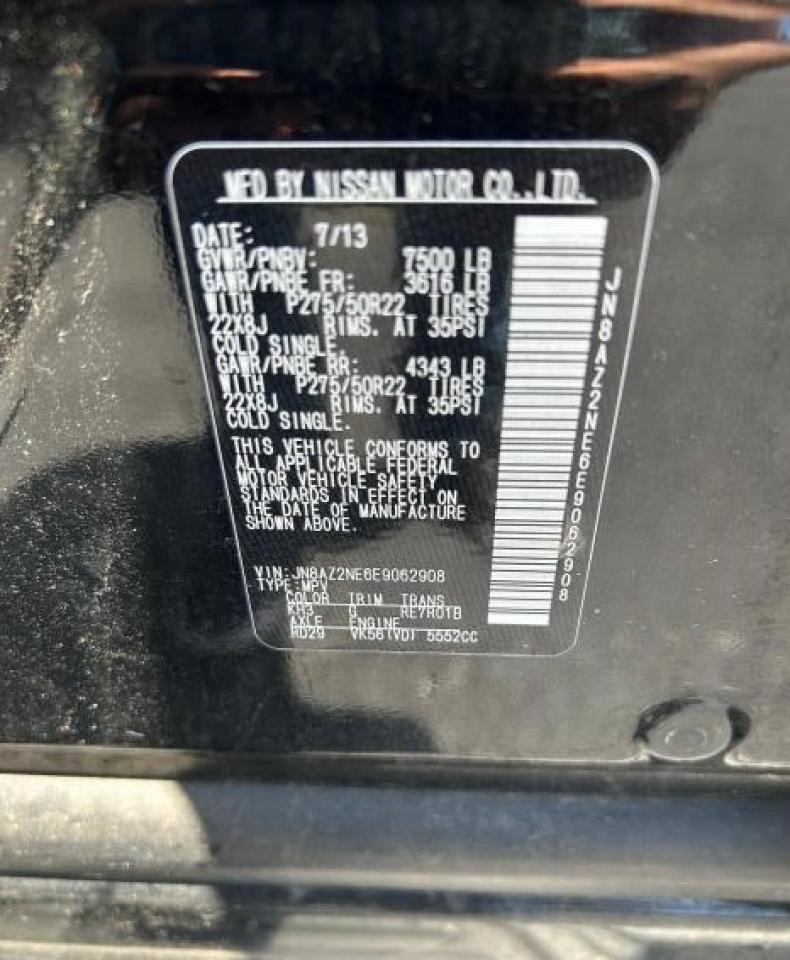 MFD BY NISSAN MOTOR CO.,LTD.
DATE: 7/13
GVWR/PNBV: 7500 LB
GAWR/PNBE FR: 3616 LB
WITH P275/50R22 TIRES
22X8J RIMS. AT 35PSI
COLD SINGLE.
GAWR/PNBE RR: 4343 LB
WITH P275/50R22 TIRES
22X8J RIMS. AT 35PSI
COLD SINGLE.
THIS VEHICLE CONFORMS TO
ALL APPLICABLE FEDERAL
MOTOR VEHICLE SAFETY
STANDARDS IN EFFECT ON
THE DATE OF MANUFACTURE
SHOWN ABOVE.
VIN:JN8AZ2NE6E9062908
TYPE:MPV
COLOR TRIM TRANS
KH3 G RE7R01B
AXLE ENGINE
RD29 VK56(VD) 5552CC
JN8AZ2NE6E9062908